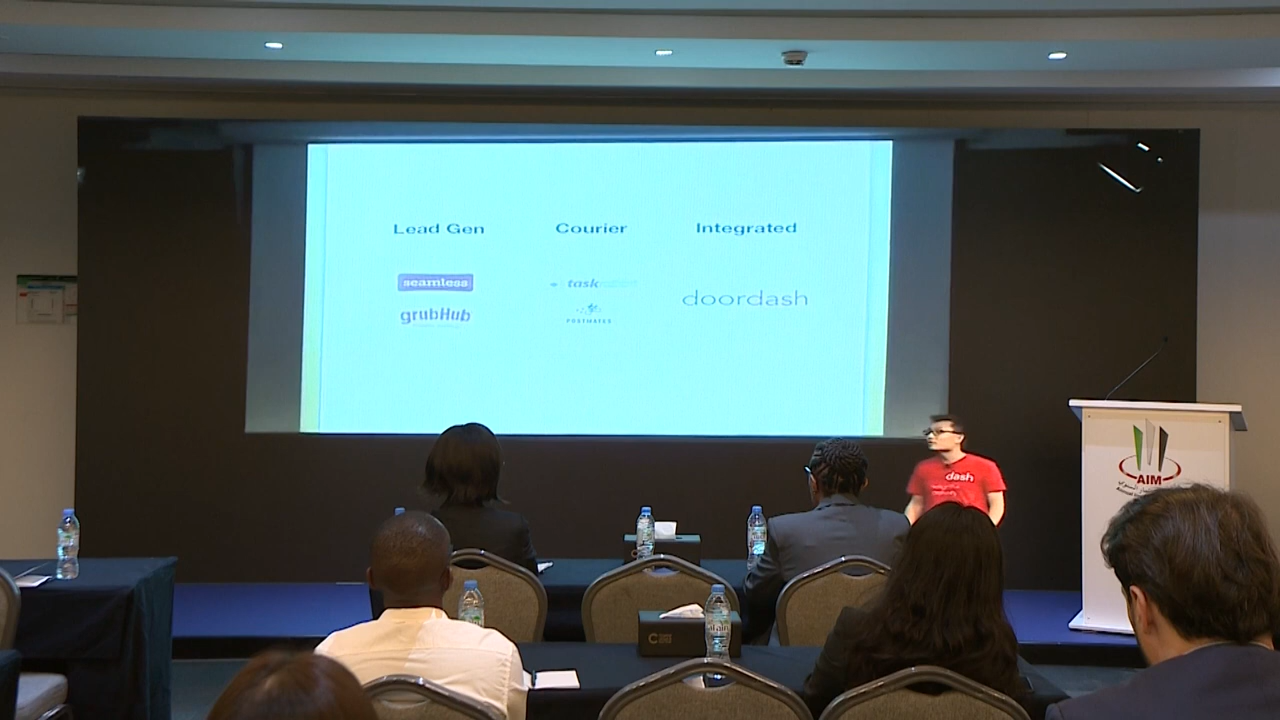 Lead Gen
Courier
Integrated
seamless
grubHub
task
POSTMATES
doordash
dash
AIM